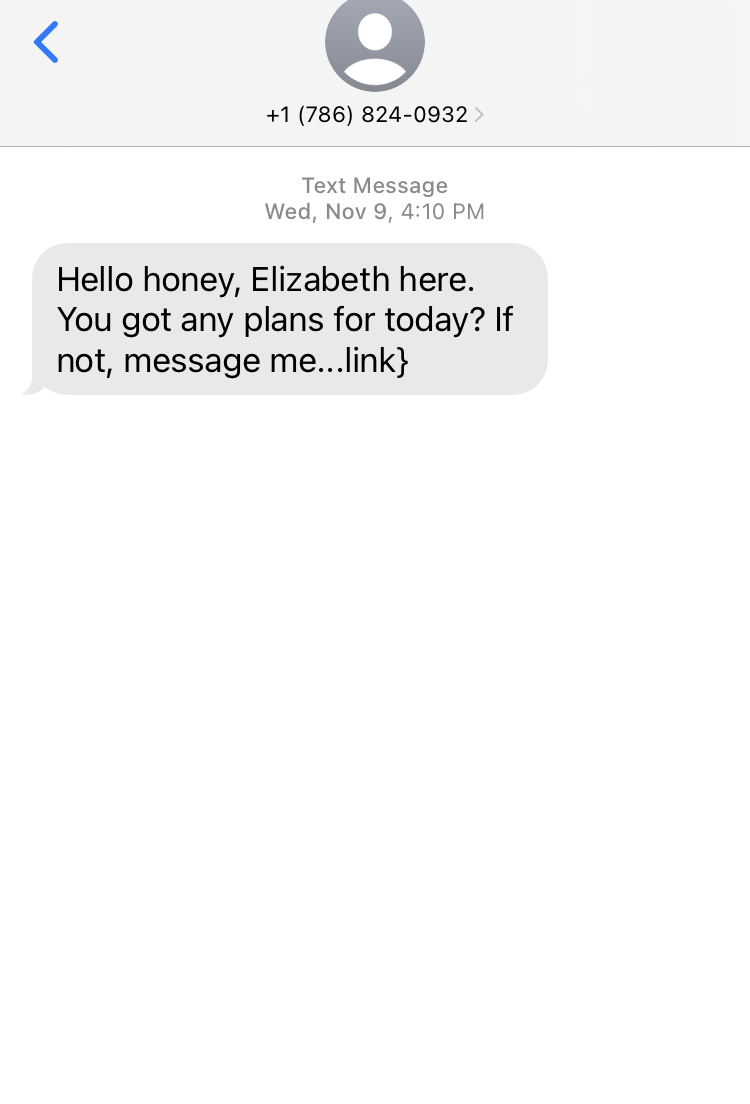 +1 (786) 824-0932
Text Message
Wed, Nov 9, 4:10 PM
Hello honey, Elizabeth here.
You got any plans for today? If
not, message me...link}